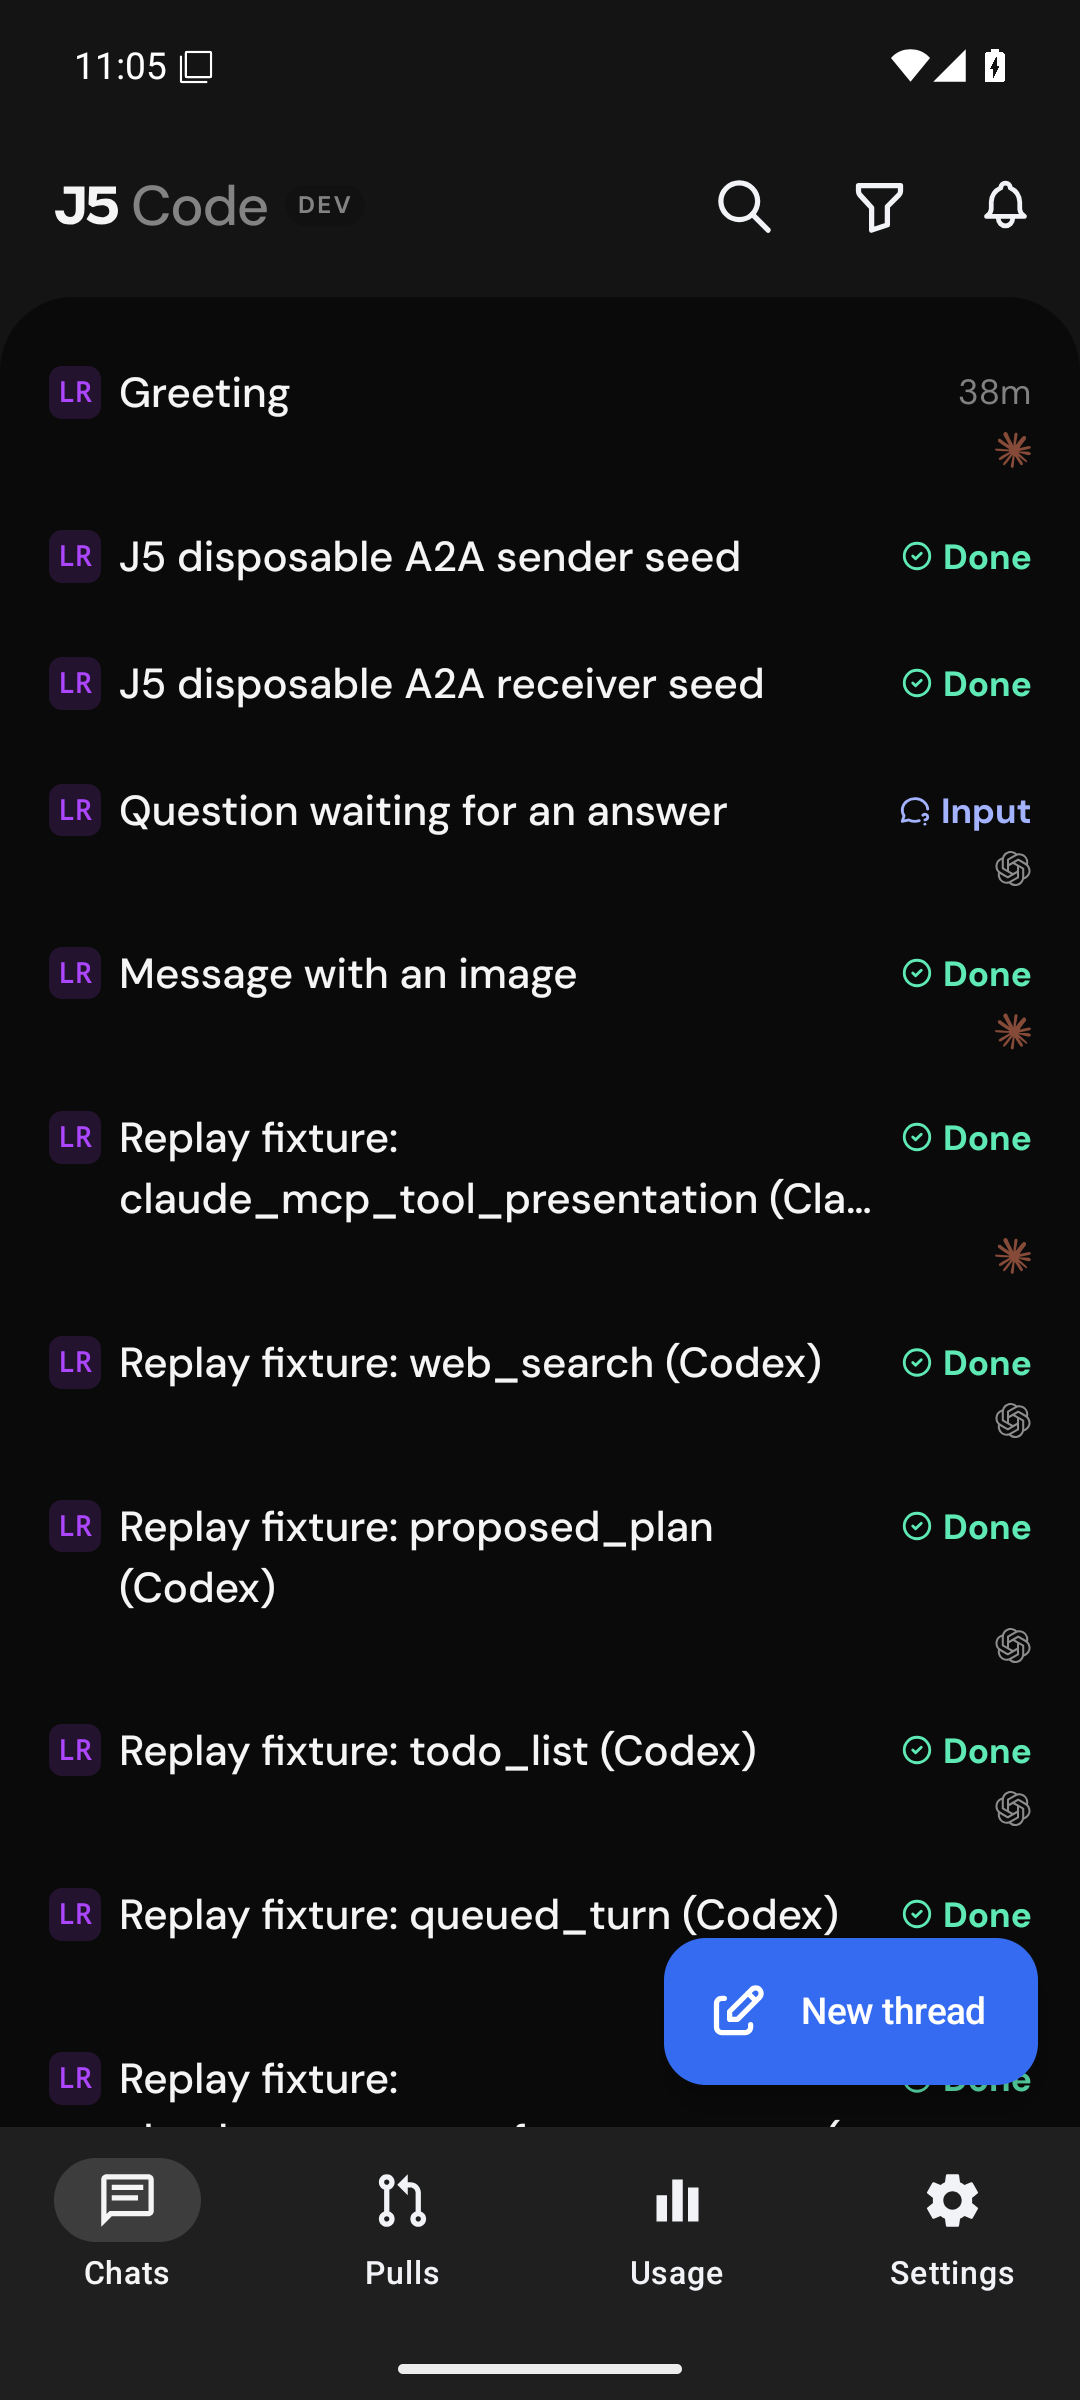 11:05
J5 Code DEV
LR Greeting 38m
LR J5 disposable A2A sender seed Done
LR J5 disposable A2A receiver seed Done
LR Question waiting for an answer Input
LR Message with an image Done
LR Replay fixture: Done
claude_mcp_tool_presentation (Cla...
LR Replay fixture: web_search (Codex) Done
LR Replay fixture: proposed_plan Done
(Codex)
LR Replay fixture: todo_list (Codex) Done
LR Replay fixture: queued_turn (Codex) Done
New thread
LR Replay fixture: Done
Chats Pulls Usage Settings